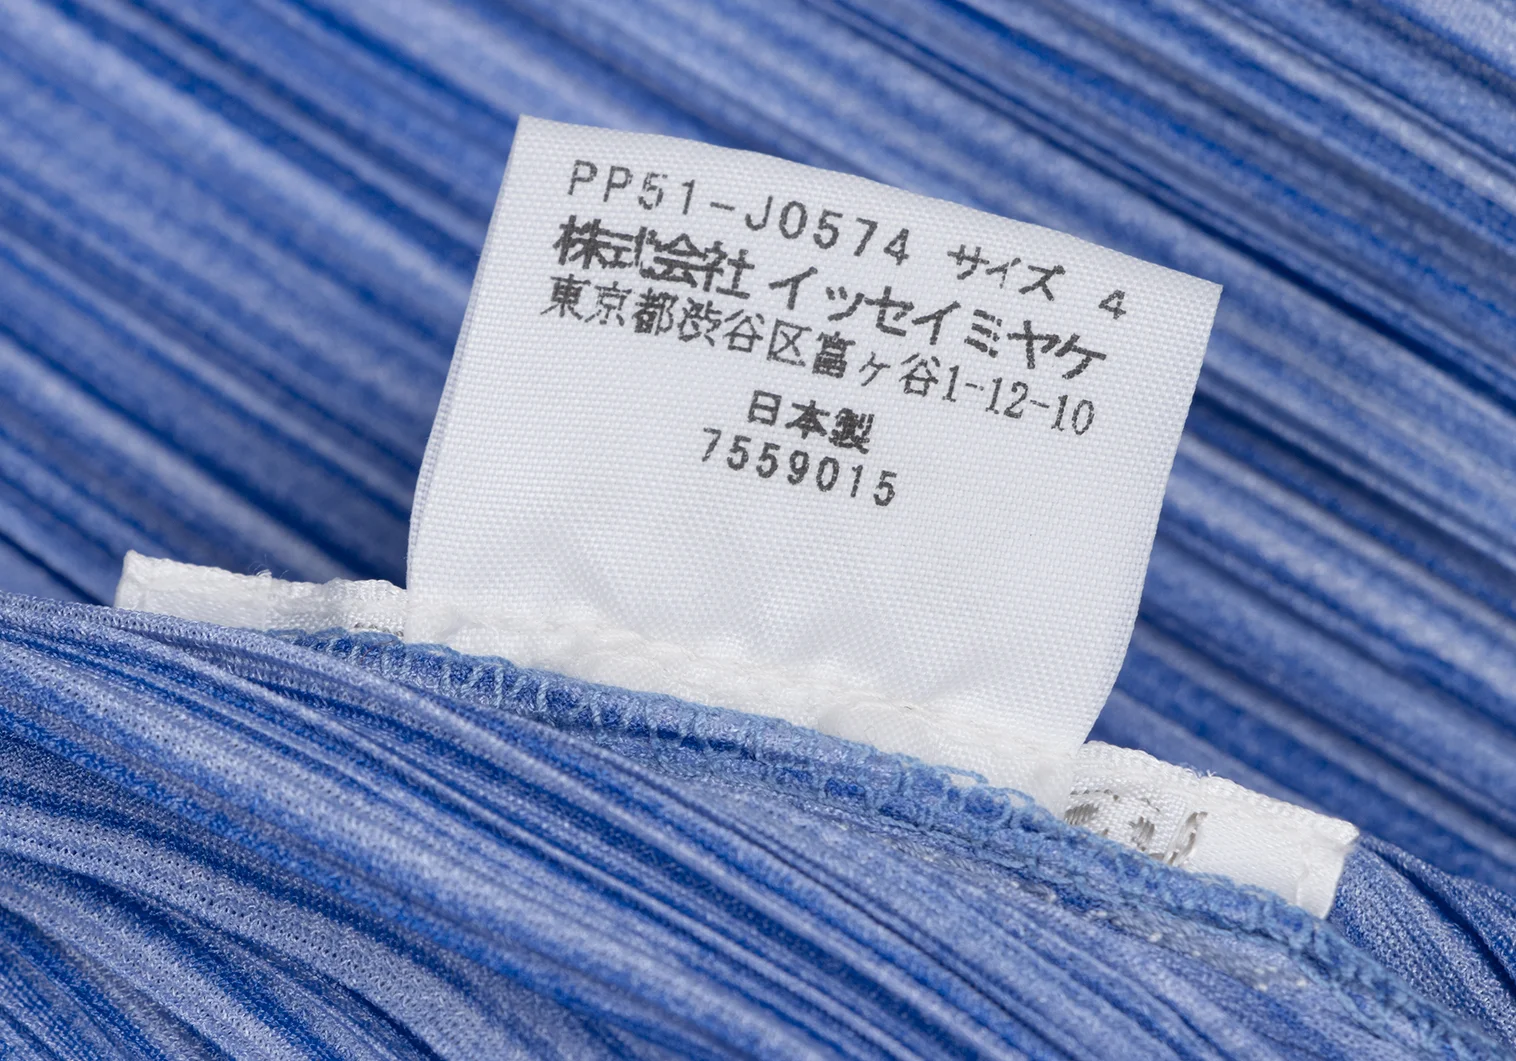 PP51-J0574 サイズ 4
株式会社 イッセイミヤケ
東京都渋谷区富ヶ谷1-12-10
日本製
7559015